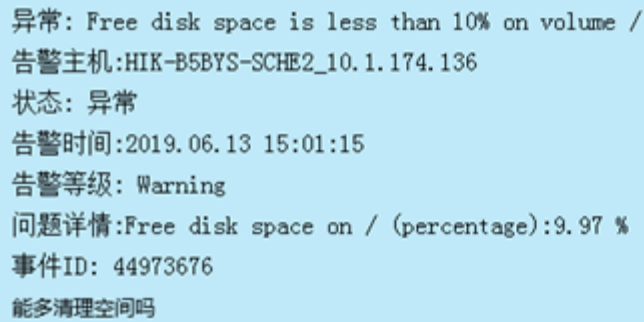 异常: Free disk space is less than 10% on volume /
告警主机:HIK-B5BYS-SCHE2_10.1.174.136
状态: 异常
告警时间:2019.06.13 15:01:15
告警等级: Warning
问题详情:Free disk space on / (percentage):9.97 %
事件ID: 44973676
能多清理空间吗